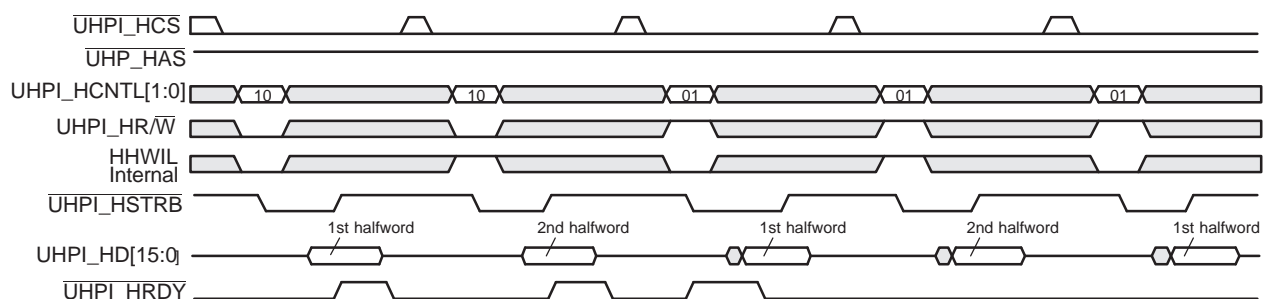 UHPI_HCS
UHP_HAS
UHPI_HCNTL[1:0] 10 10 01 01 01
UHPI_HR/W
HHWIL
Internal
UHPI_HSTRB
1st halfword 2nd halfword 1st halfword 2nd halfword 1st halfword
UHPI_HD[15:0]
UHPI_HRDY